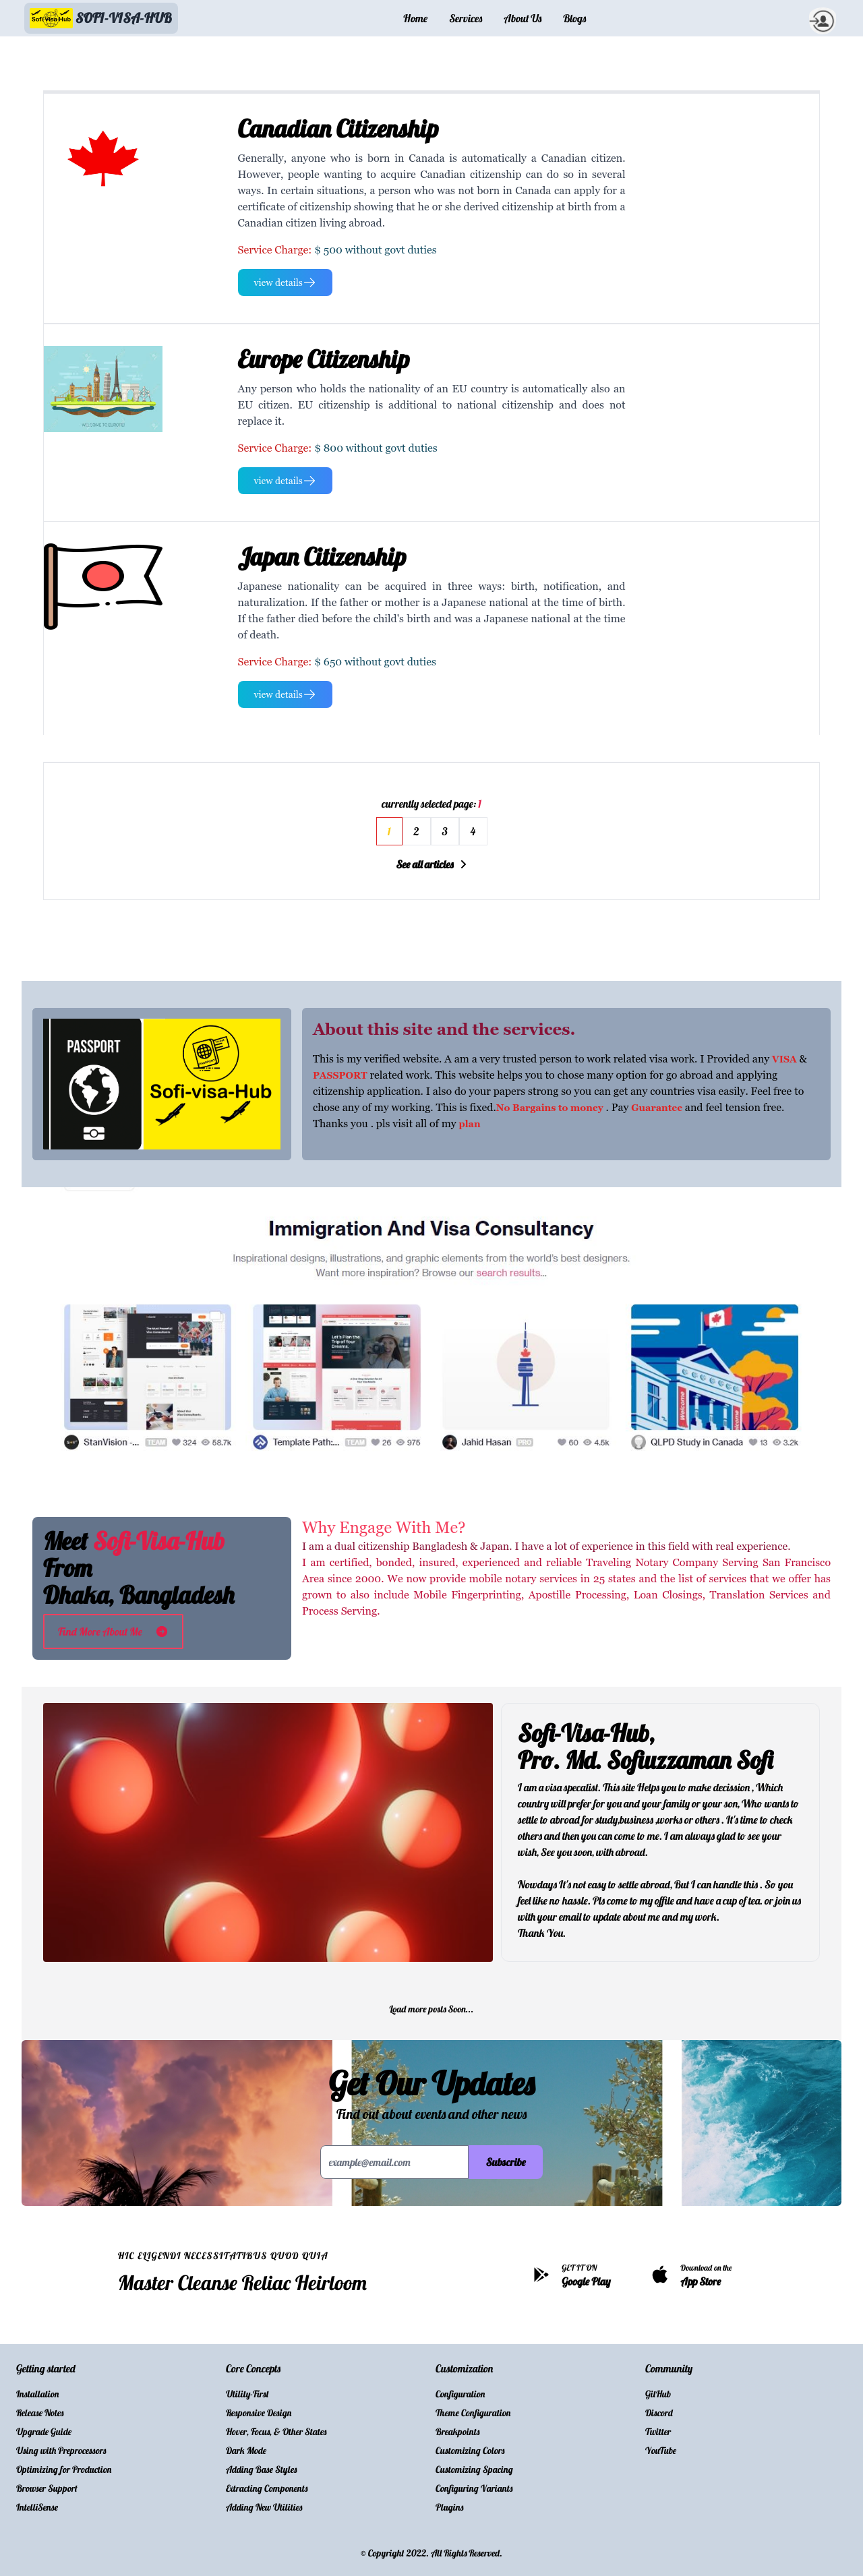 Sofi-Visa-Hub SOFI-VISA-HUB
Home Services About Us Blogs
Canadian Citizenship
Generally, anyone who is born in Canada is automatically a Canadian citizen.
However, people wanting to acquire Canadian citizenship can do so in several
ways. In certain situations, a person who was not born in Canada can apply for a
certificate of citizenship showing that he or she derived citizenship at birth from a
Canadian citizen living abroad.
Service Charge: $ 500 without govt duties
view details
Europe Citizenship
Any person who holds the nationality of an EU country is automatically also an
EU citizen. EU citizenship is additional to national citizenship and does not
replace it.
Service Charge: $ 800 without govt duties
view details
Japan Citizenship
Japanese nationality can be acquired in three ways: birth, notification, and
naturalization. If the father or mother is a Japanese national at the time of birth.
If the father died before the child's birth and was a Japanese national at the time
of death.
Service Charge: $ 650 without govt duties
view details
currently selected page: 1
1 2 3 4
See all articles
PASSPORT
Sofi-visa-Hub
About this site and the services.
This is my verified website. A am a very trusted person to work related visa work. I Provided any VISA &
PASSPORT related work. This website helps you to chose many option for go abroad and applying
citizenship application. I also do your papers strong so you can get any countries visa easily. Feel free to
chose any of my working. This is fixed.No Bargains to money . Pay Guarantee and feel tension free.
Thanks you . pls visit all of my plan
Immigration And Visa Consultancy
Inspirational designs, illustrations, and graphic elements from the world's best designers.
Want more inspiration? Browse our search results...
StanVision -... TEAM 324 58.7k
Template Path:... TEAM 26 975
Jahid Hasan PRO 60 4.5k
QLPD Study in Canada 13 3.2k
Meet Sofi-Visa-Hub
From
Dhaka, Bangladesh
Find More About Me
Why Engage With Me?
I am a dual citizenship Bangladesh & Japan. I have a lot of experience in this field with real experience.
I am certified, bonded, insured, experienced and reliable Traveling Notary Company Serving San Francisco
Area since 2000. We now provide mobile notary services in 25 states and the list of services that we offer has
grown to also include Mobile Fingerprinting, Apostille Processing, Loan Closings, Translation Services and
Process Serving.
Sofi-Visa-Hub,
Pro. Md. Sofiuzzaman Sofi
I am a visa specalist. This site Helps you to make decission , Which
country will prefer for you and your family or your son, Who wants to
settle to abroad for study,business ,works or others . It's time to check
others and then you can come to me. I am always glad to see your
wish, See you soon, with abroad.
Nowdays It's not easy to settle abroad, But I can handle this . So you
feel like no hassle. Pls come to my offile and have a cup of tea. or join us
with your email to update about me and my work.
Thank You.
Load more posts Soon...
Get Our Updates
Find out about events and other news
example@email.com Subscribe
HIC ELIGENDI NECESSITATIBUS QUOD QUIA
Master Cleanse Reliac Heirloom
GET IT ON
Google Play
Download on the
App Store
Getting started
Installation
Release Notes
Upgrade Guide
Using with Preprocessors
Optimizing for Production
Browser Support
IntelliSense
Core Concepts
Utility-First
Responsive Design
Hover, Focus, & Other States
Dark Mode
Adding Base Styles
Extracting Components
Adding New Utilities
Customization
Configuration
Theme Configuration
Breakpoints
Customizing Colors
Customizing Spacing
Configuring Variants
Plugins
Community
GitHub
Discord
Twitter
YouTube
© Copyright 2022. All Rights Reserved.